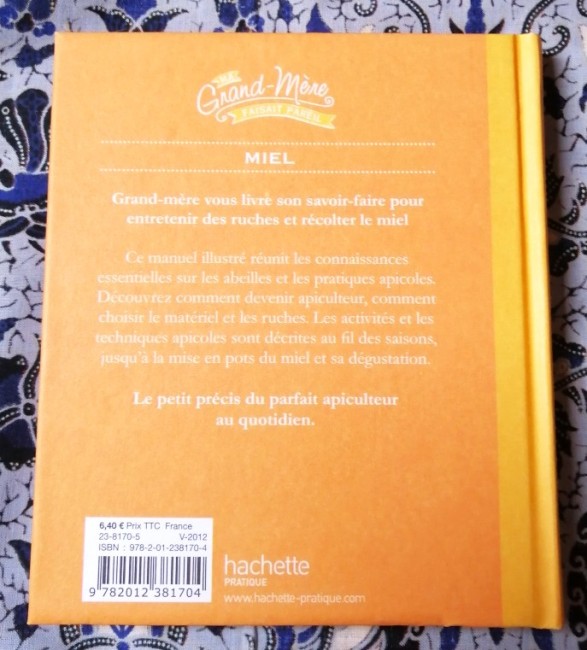 MA
Grand-Mère
FAISAIT PAREIL
MIEL
Grand-mère vous livre son savoir-faire pour
entretenir des ruches et récolter le miel
Ce manuel illustré réunit les connaissances
essentielles sur les abeilles et les pratiques apicoles.
Découvrez comment devenir apiculteur, comment
choisir le matériel et les ruches. Les activités et les
techniques apicoles sont décrites au fil des saisons,
jusqu'à la mise en pots du miel et sa dégustation.
Le petit précis du parfait apiculteur
au quotidien.
6,40 € Prix TTC France
23-8170-5 V-2012
ISBN : 978-2-01-238170-4
9 782012 381704
hachette
PRATIQUE
www.hachette-pratique.com